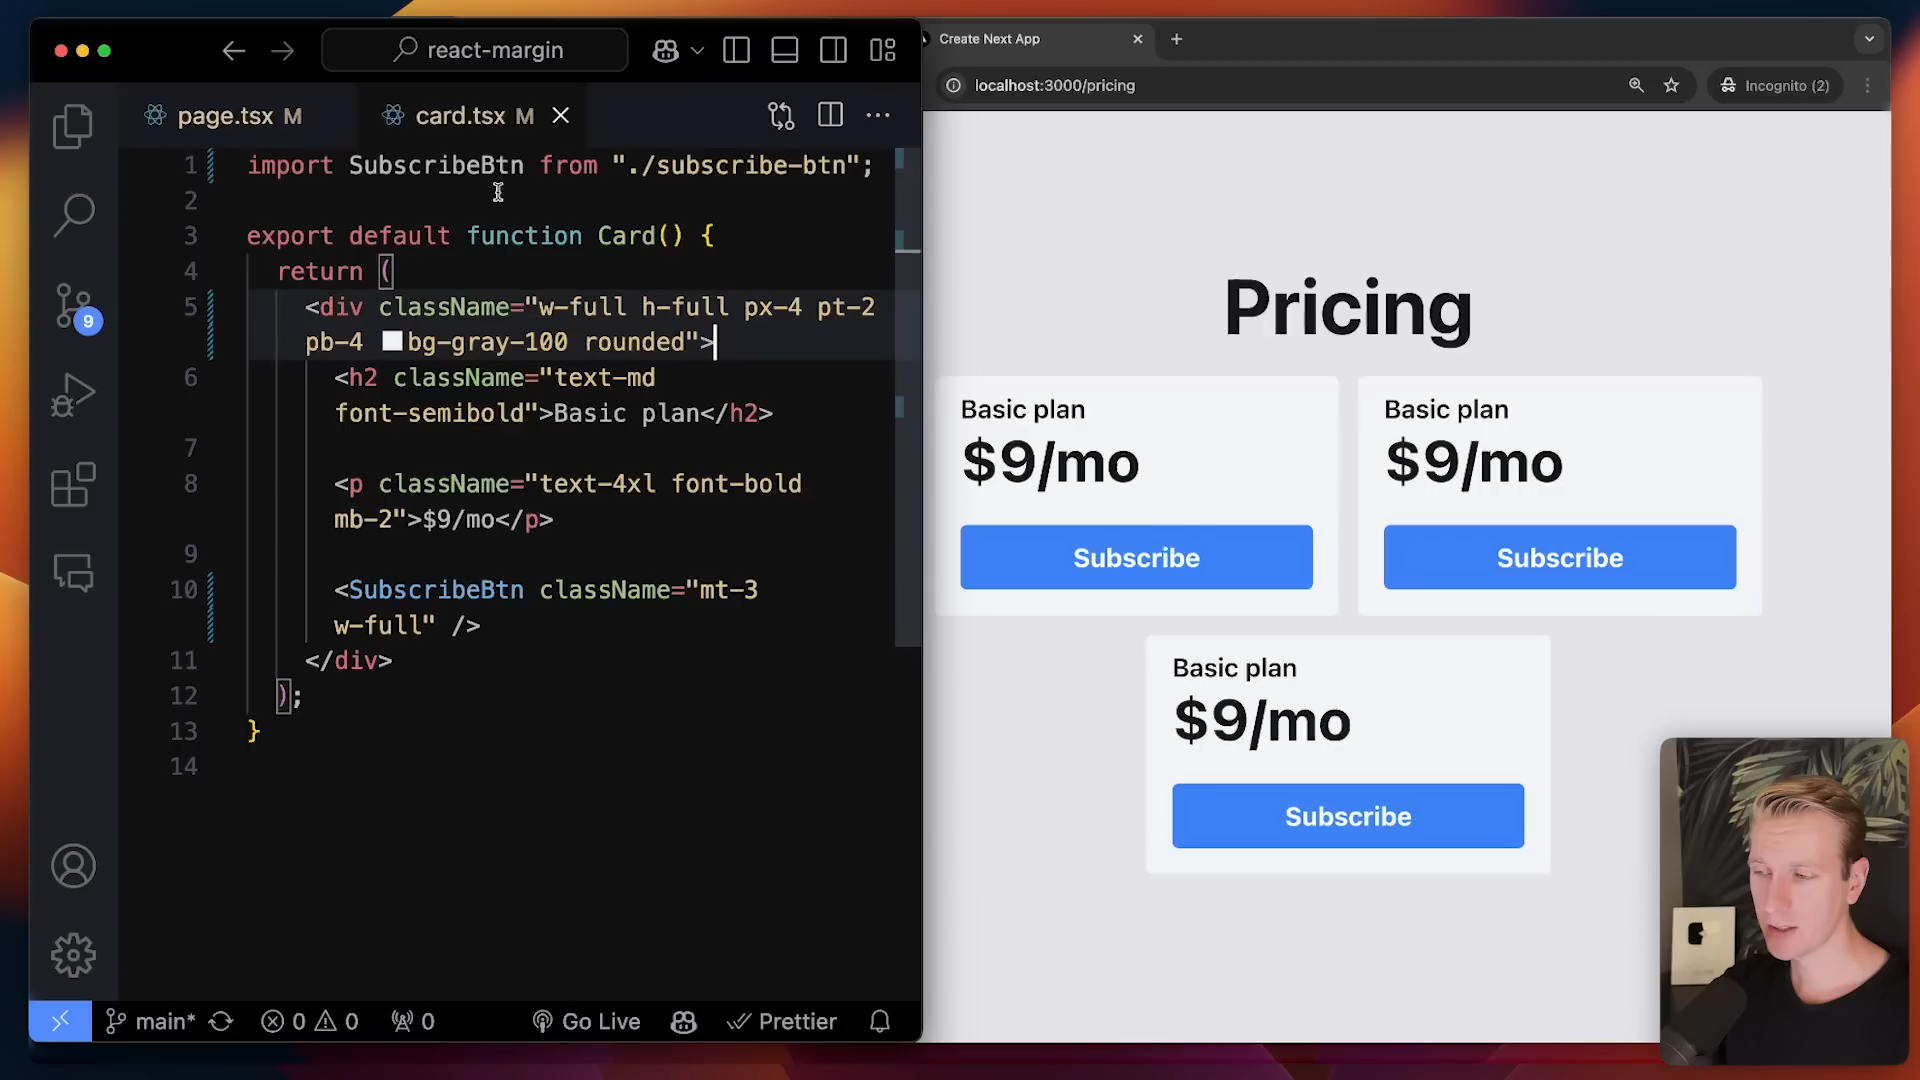 react-margin
page.tsx M
card.tsx M
1 import SubscribeBtn from "./subscribe-btn";
2
3 export default function Card() {
4 return (
5 <div className="w-full h-full px-4 pt-2
pb-4 bg-gray-100 rounded">
6 <h2 className="text-md
font-semibold">Basic plan</h2>
7
8 <p className="text-4xl font-bold
mb-2">$9/mo</p>
9
10 <SubscribeBtn className="mt-3
w-full" />
11 </div>
12 );
13 }
14
9
main* 0 0 0 Go Live Prettier
Create Next App
localhost:3000/pricing
Incognito (2)
Pricing
Basic plan
$9/mo
Subscribe
Basic plan
$9/mo
Subscribe
Basic plan
$9/mo
Subscribe